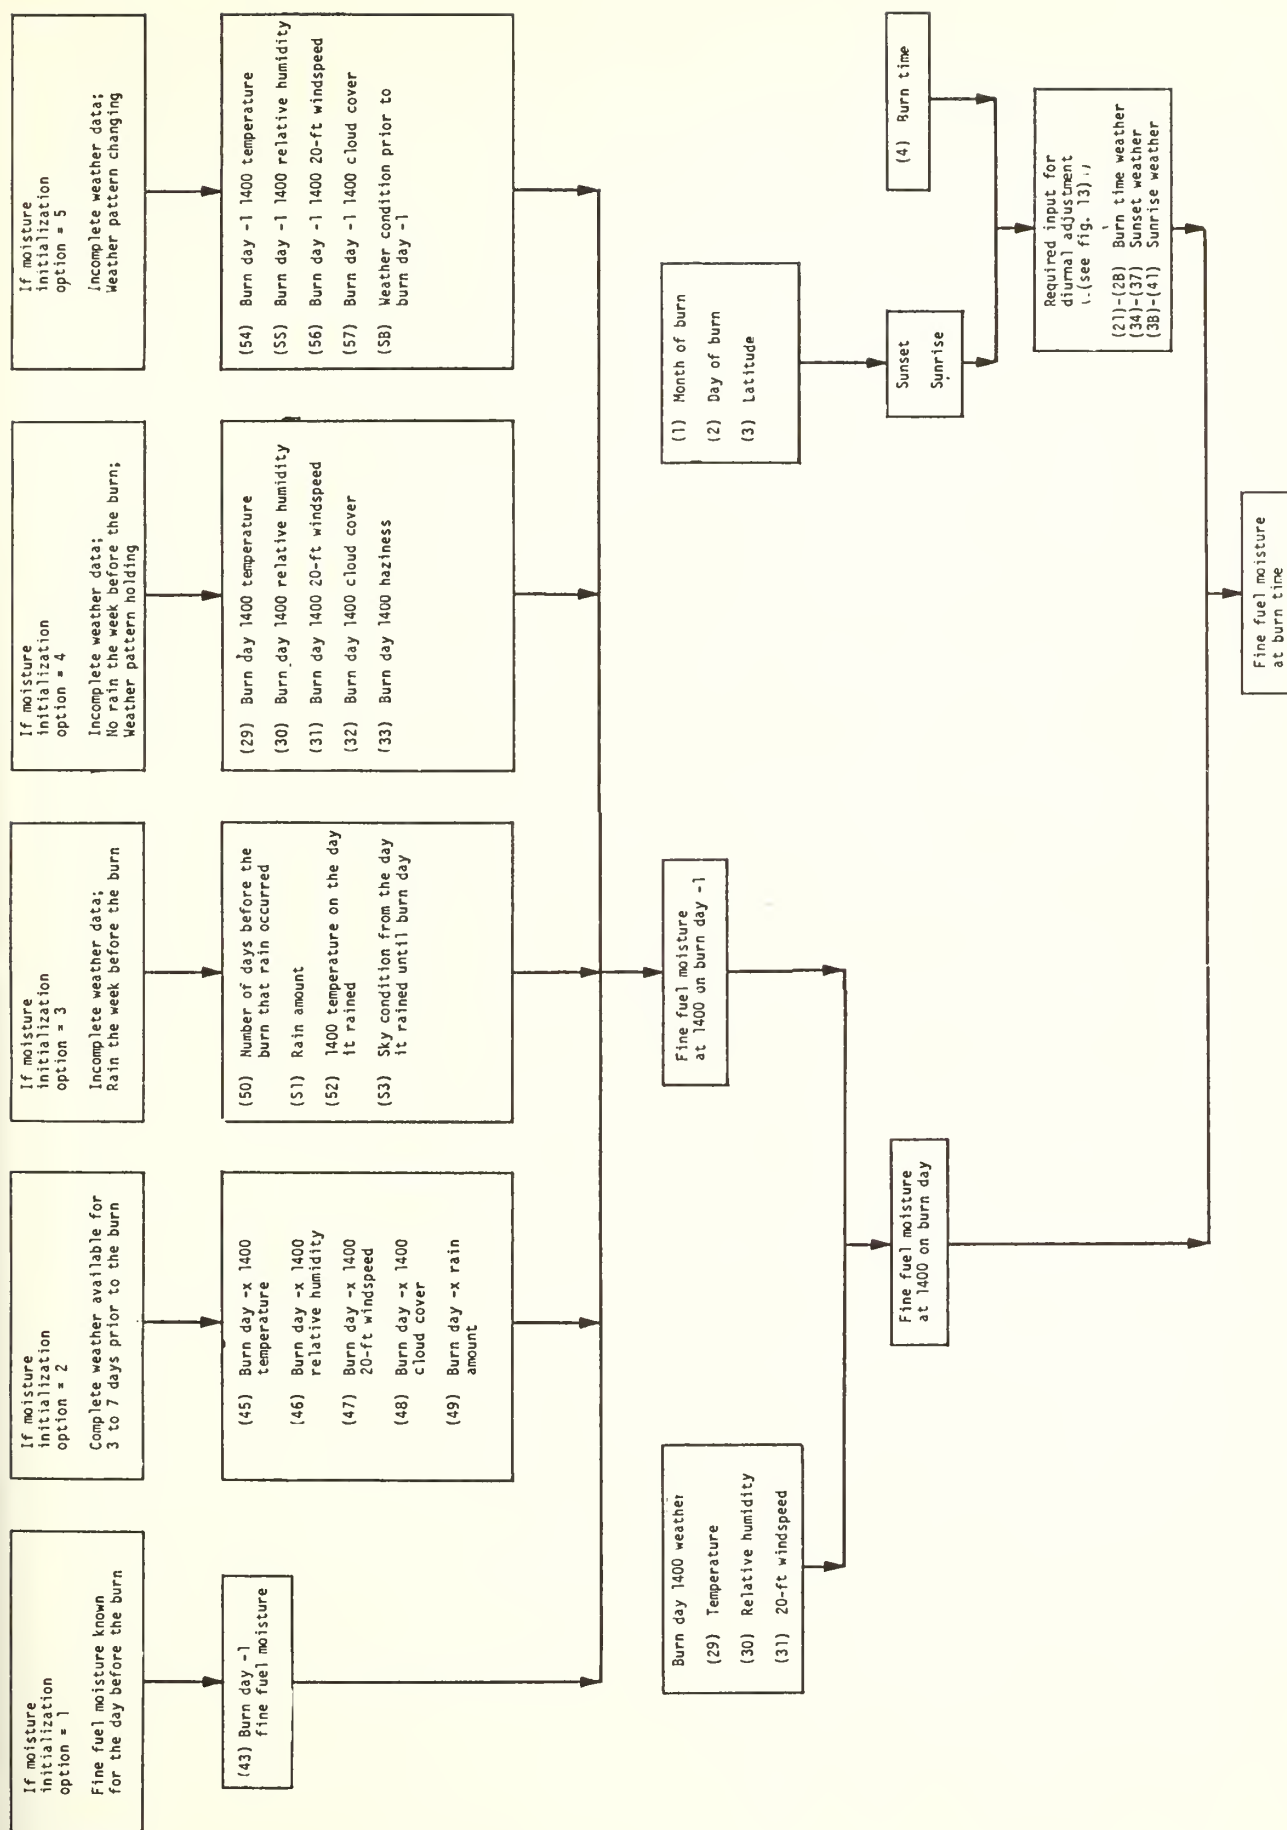 If moisture
initialization
option = 1
Fine fuel moisture known
for the day before the burn
If moisture
initialization
option = 2
Complete weather available for
3 to 7 days prior to the burn
If moisture
initialization
option = 3
Incomplete weather data;
Rain the week before the burn
If moisture
initialization
option = 4
Incomplete weather data;
No rain the week before the burn;
Weather pattern holding
If moisture
initialization
option = 5
Incomplete weather data;
Weather pattern changing
(43) Burn day -1
fine fuel moisture
(45) Burn day -x 1400
temperature
(46) Burn day -x 1400
relative humidity
(47) Burn day -x 1400
20-ft windspeed
(48) Burn day -x 1400
cloud cover
(49) Burn day -x rain
amount
(50) Number of days before the
burn that rain occurred
(S1) Rain amount
(52) 1400 temperature on the day
it rained
(S3) Sky condition from the day
it rained until burn day
(29) Burn day 1400 temperature
(30) Burn day 1400 relative humidity
(31) Burn day 1400 20-ft windspeed
(32) Burn day 1400 cloud cover
(33) Burn day 1400 haziness
(54) Burn day -1 1400 temperature
(SS) Burn day -1 1400 relative humidity
(56) Burn day -1 1400 20-ft windspeed
(57) Burn day -1 1400 cloud cover
(SB) Weather condition prior to
burn day -1
Burn day 1400 weather
(29) Temperature
(30) Relative humidity
(31) 20-ft windspeed
Fine fuel moisture
at 1400 on burn day -1
(1) Month of burn
(2) Day of burn
(3) Latitude
Fine fuel moisture
at 1400 on burn day
Sunset
Sunrise
(4) Burn time
Required input for
diurnal adjustment
(see fig. 13)
(21)-(2B) Burn time weather
(34)-(37) Sunset weather
(3B)-(41) Sunrise weather
Fine fuel moisture
at burn time